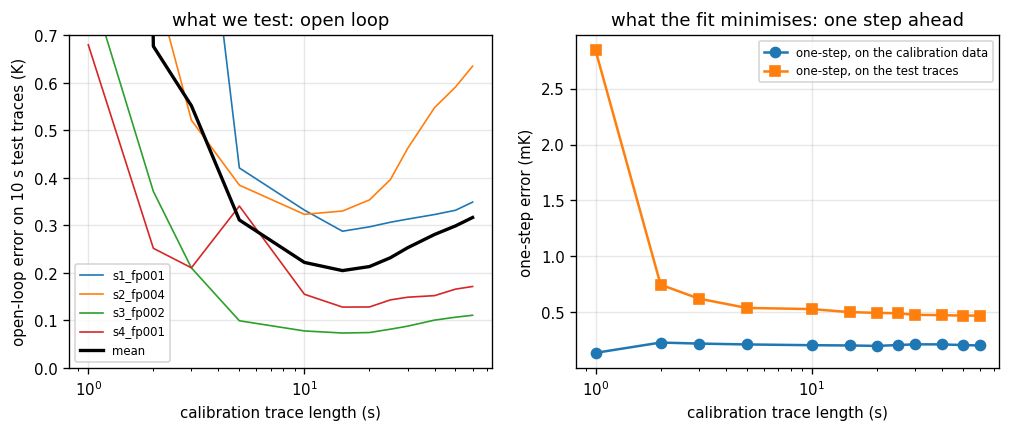 what we test: open loop
open-loop error on 10 s test traces (K)
0.7
0.6
0.5
0.4
0.3
0.2
0.1
0.0
s1_fp001
s2_fp004
s3_fp002
s4_fp001
mean
10⁰
10¹
calibration trace length (s)
what the fit minimises: one step ahead
one-step error (mK)
2.5
2.0
1.5
1.0
0.5
one-step, on the calibration data
one-step, on the test traces
10⁰
10¹
calibration trace length (s)